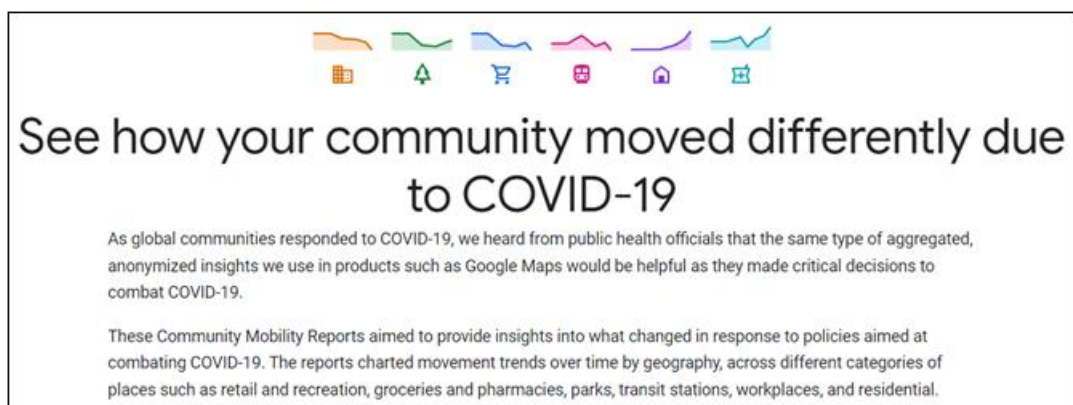 See how your community moved differently due
to COVID-19
As global communities responded to COVID-19, we heard from public health officials that the same type of aggregated,
anonymized insights we use in products such as Google Maps would be helpful as they made critical decisions to
combat COVID-19.
These Community Mobility Reports aimed to provide insights into what changed in response to policies aimed at
combating COVID-19. The reports charted movement trends over time by geography, across different categories of
places such as retail and recreation, groceries and pharmacies, parks, transit stations, workplaces, and residential.